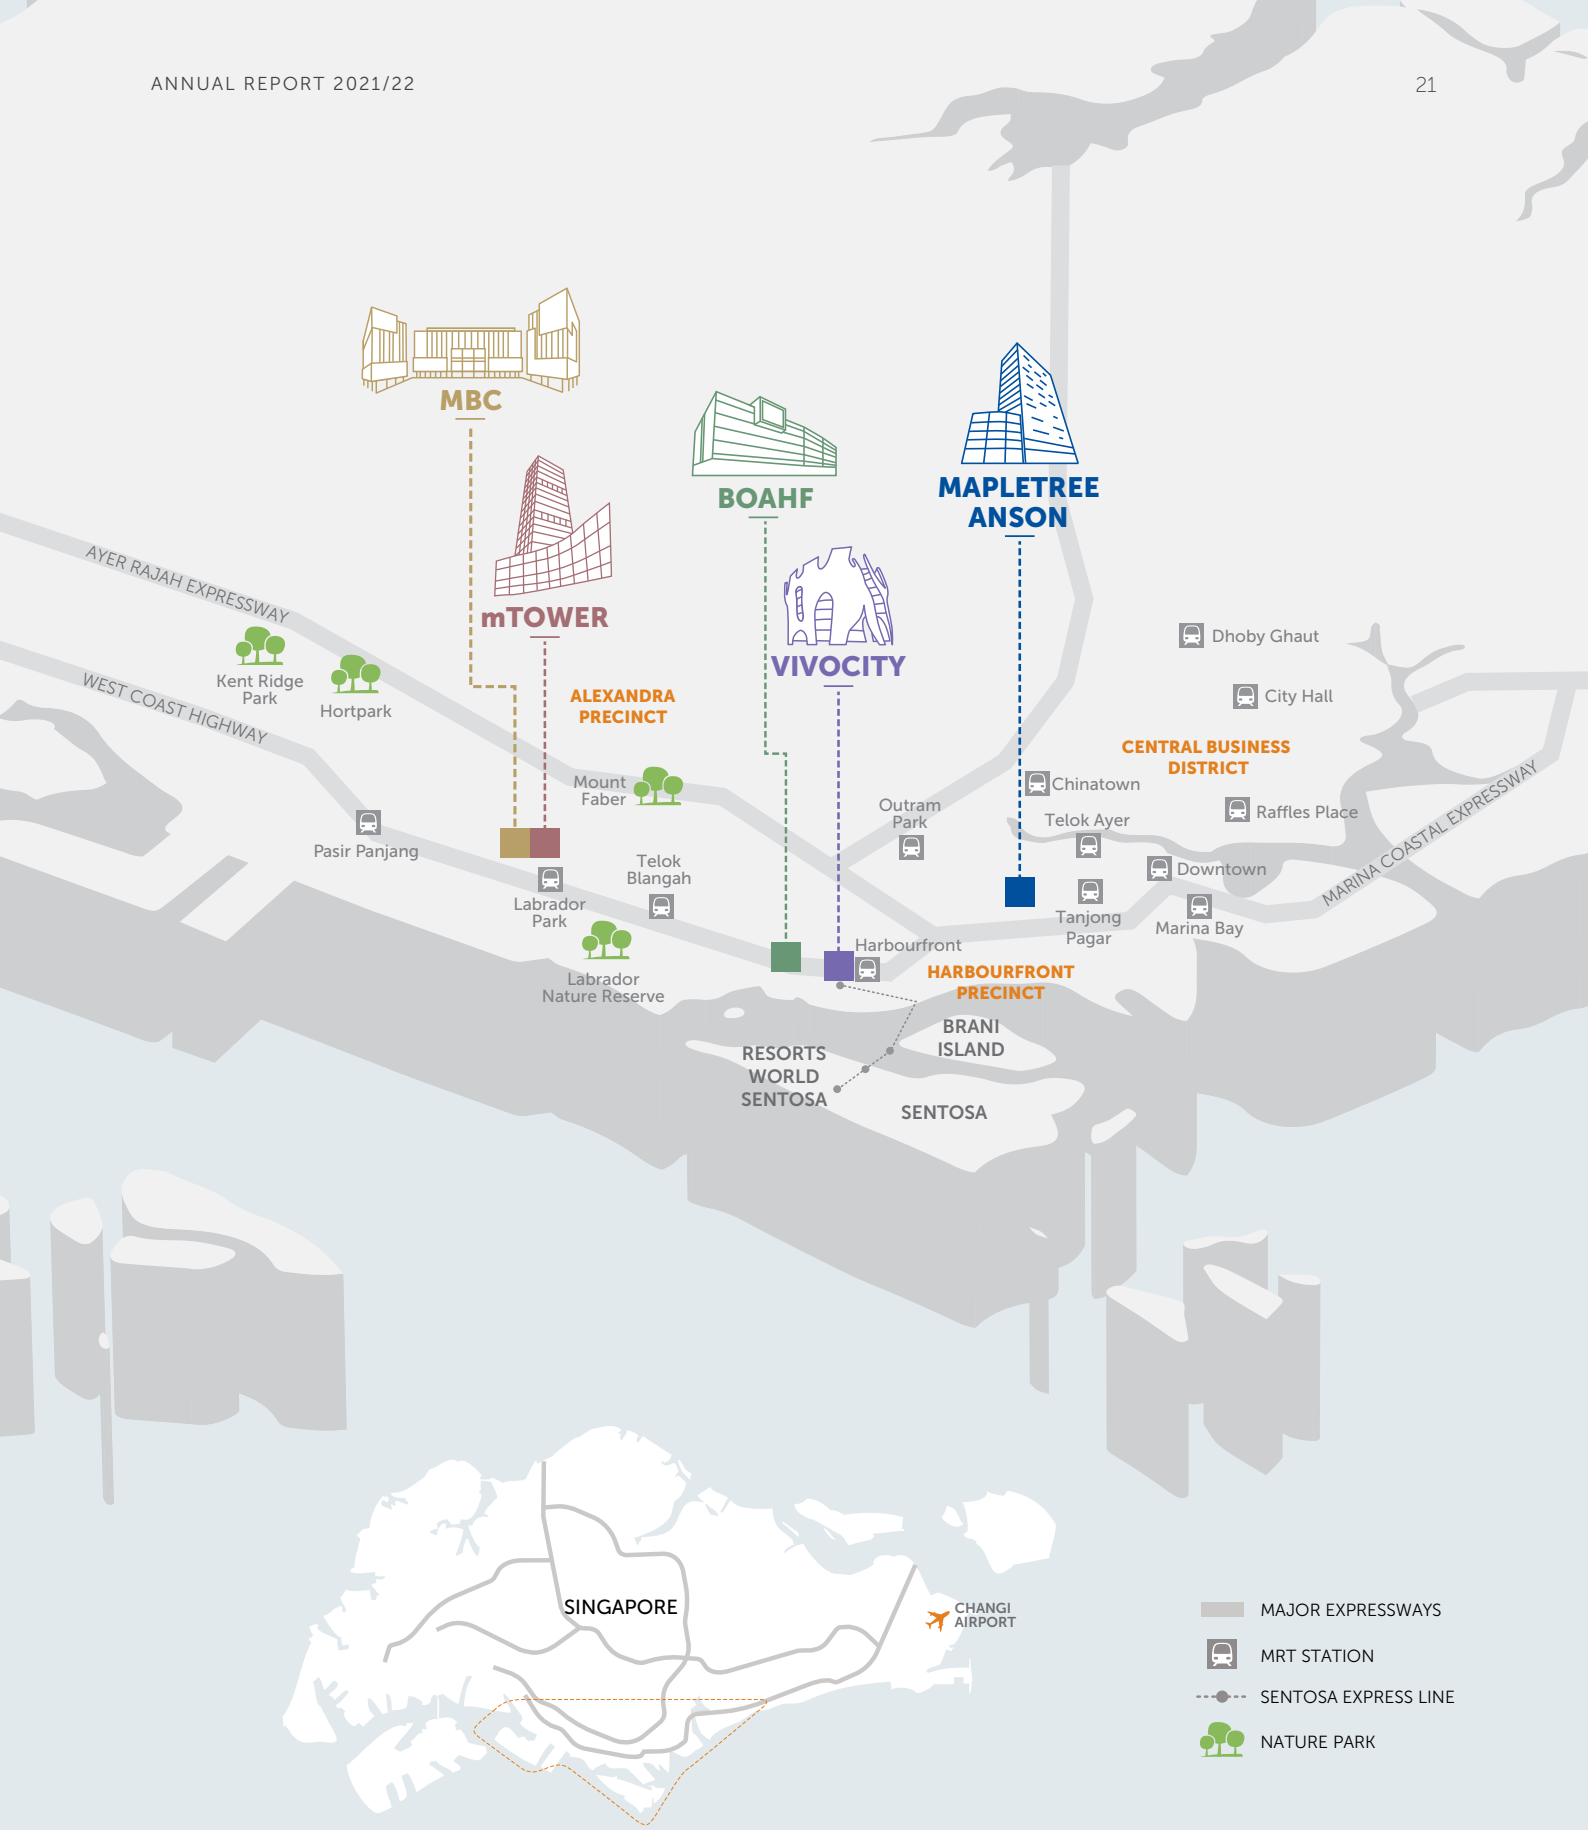 ANNUAL REPORT 2021/22
21
MBC
mTOWER
BOAHF
VIVOCITY
MAPLETREE
ANSON
AYER RAJAH EXPRESSWAY
WEST COAST HIGHWAY
Kent Ridge
Park
Hortpark
ALEXANDRA
PRECINCT
Mount
Faber
Pasir Panjang
Labrador
Park
Telok
Blangah
Labrador
Nature Reserve
Outram
Park
Harbourfront
HARBOURFRONT
PRECINCT
Dhoby Ghaut
City Hall
CENTRAL BUSINESS
DISTRICT
Chinatown
Telok Ayer
Raffles Place
Downtown
Tanjong
Pagar
Marina Bay
MARINA COASTAL EXPRESSWAY
BRANI
ISLAND
RESORTS
WORLD
SENTOSA
SENTOSA
SINGAPORE
CHANGI
AIRPORT
MAJOR EXPRESSWAYS
MRT STATION
SENTOSA EXPRESS LINE
NATURE PARK